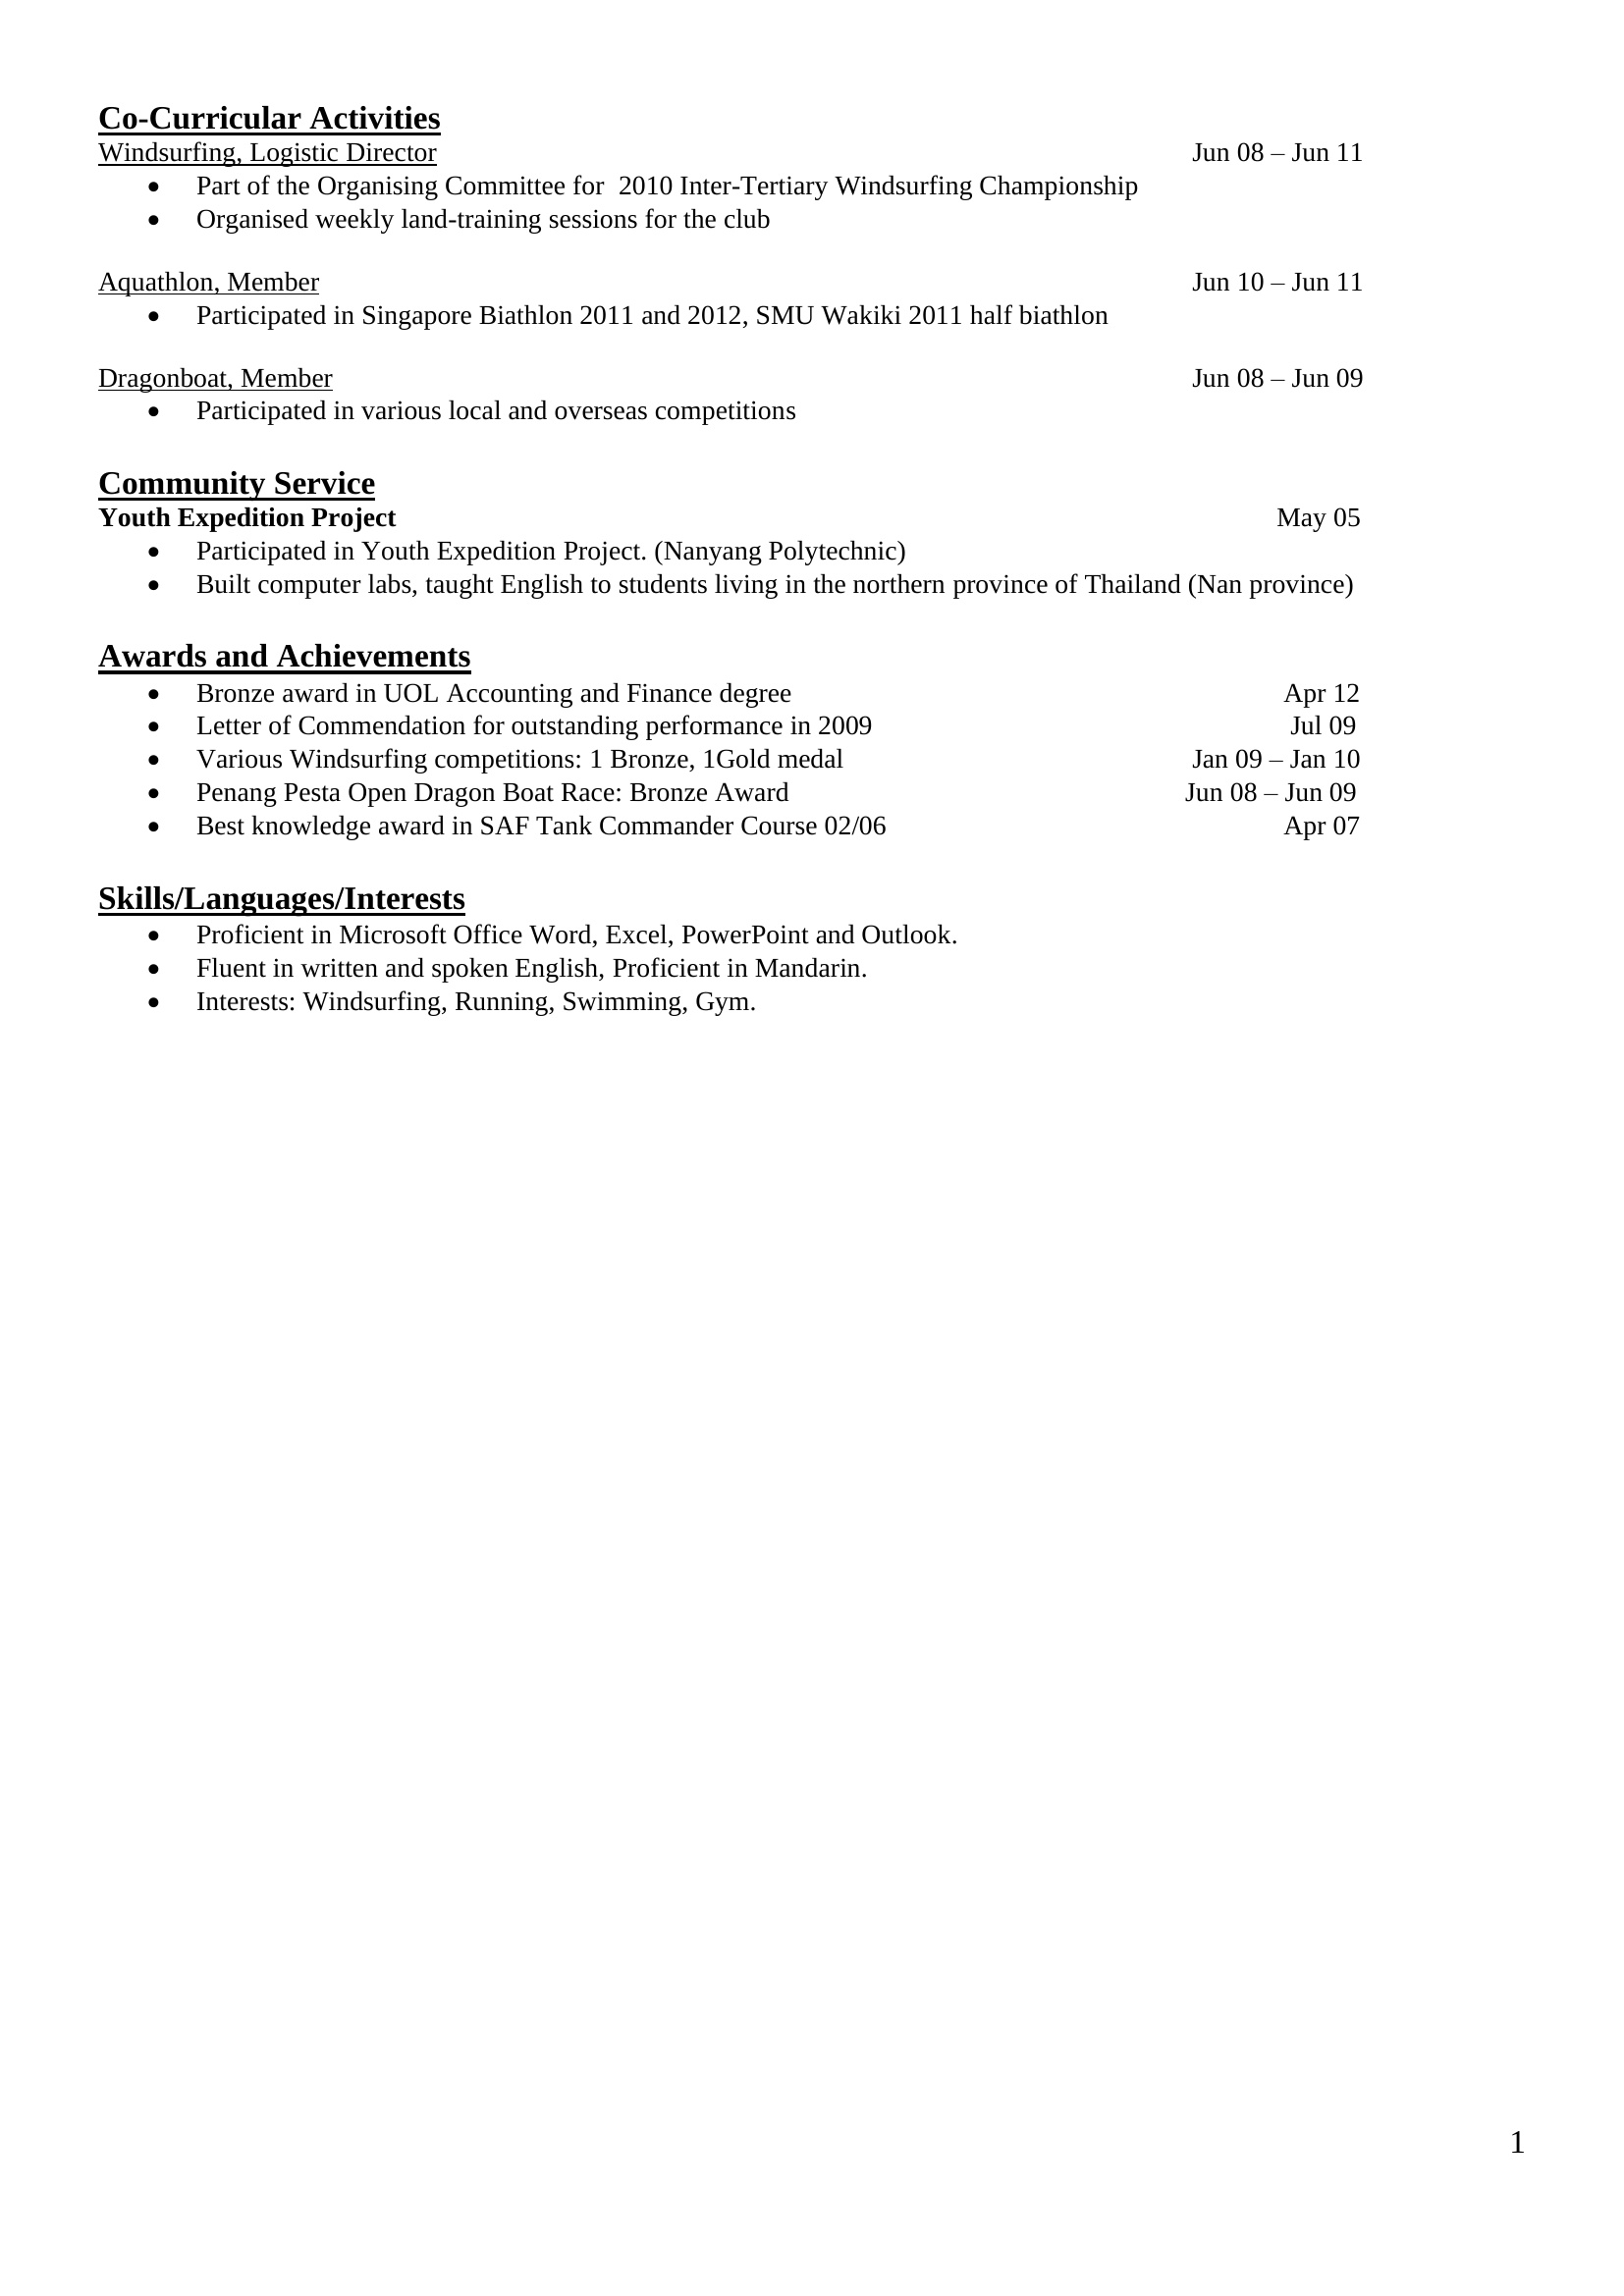 Co-Curricular Activities
Windsurfing, Logistic Director Jun 08 – Jun 11
• Part of the Organising Committee for  2010 Inter-Tertiary Windsurfing Championship
• Organised weekly land-training sessions for the club
Aquathlon, Member Jun 10 – Jun 11
• Participated in Singapore Biathlon 2011 and 2012, SMU Wakiki 2011 half biathlon
Dragonboat, Member Jun 08 – Jun 09
• Participated in various local and overseas competitions
Community Service
Youth Expedition Project May 05
• Participated in Youth Expedition Project. (Nanyang Polytechnic)
• Built computer labs, taught English to students living in the northern province of Thailand (Nan province)
Awards and Achievements
• Bronze award in UOL Accounting and Finance degree Apr 12
• Letter of Commendation for outstanding performance in 2009 Jul 09
• Various Windsurfing competitions: 1 Bronze, 1Gold medal Jan 09 – Jan 10
• Penang Pesta Open Dragon Boat Race: Bronze Award Jun 08 – Jun 09
• Best knowledge award in SAF Tank Commander Course 02/06 Apr 07
Skills/Languages/Interests
• Proficient in Microsoft Office Word, Excel, PowerPoint and Outlook.
• Fluent in written and spoken English, Proficient in Mandarin.
• Interests: Windsurfing, Running, Swimming, Gym.
1